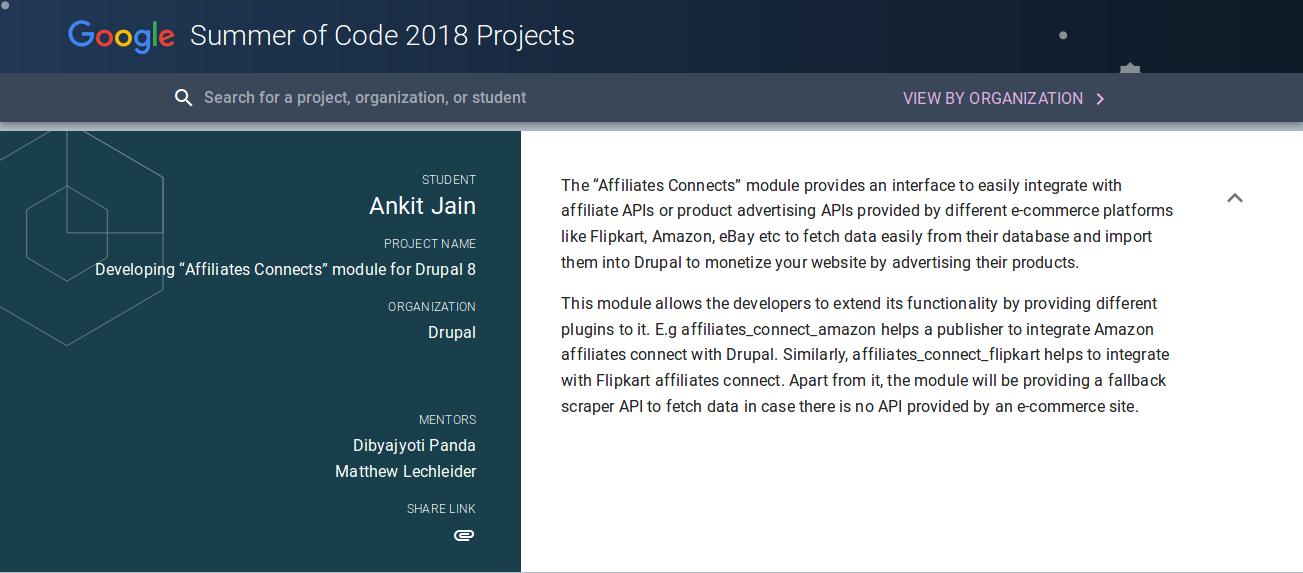 Google Summer of Code 2018 Projects
Search for a project, organization, or student
VIEW BY ORGANIZATION
STUDENT
Ankit Jain
PROJECT NAME
Developing “Affiliates Connects” module for Drupal 8
ORGANIZATION
Drupal
MENTORS
Dibyajyoti Panda
Matthew Lechleider
SHARE LINK
The “Affiliates Connects” module provides an interface to easily integrate with
affiliate APIs or product advertising APIs provided by different e-commerce platforms
like Flipkart, Amazon, eBay etc to fetch data easily from their database and import
them into Drupal to monetize your website by advertising their products.
This module allows the developers to extend its functionality by providing different
plugins to it. E.g affiliates_connect_amazon helps a publisher to integrate Amazon
affiliates connect with Drupal. Similarly, affiliates_connect_flipkart helps to integrate
with Flipkart affiliates connect. Apart from it, the module will be providing a fallback
scraper API to fetch data in case there is no API provided by an e-commerce site.